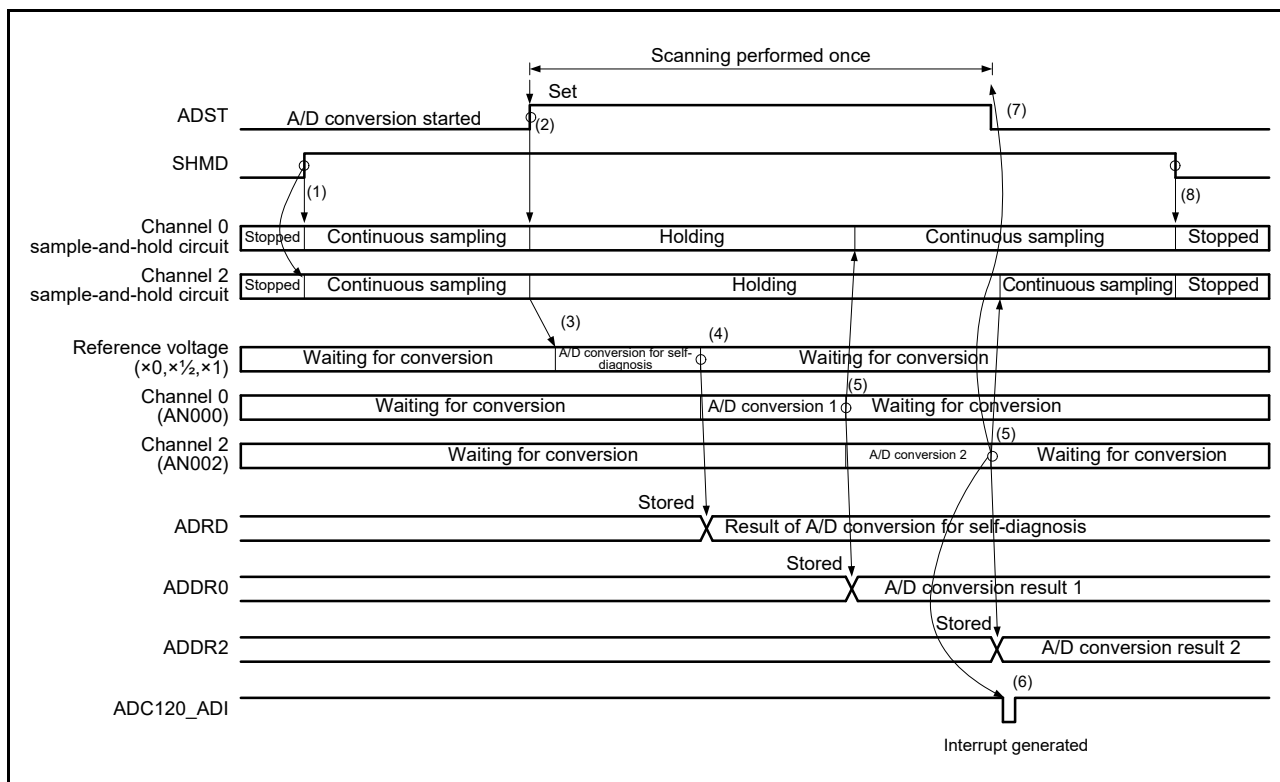 Scanning performed once
Set
ADST
A/D conversion started
(2)
(7)
SHMD
(1)
(8)
Channel 0
sample-and-hold circuit
Stopped
Continuous sampling
Holding
Continuous sampling
Stopped
Channel 2
sample-and-hold circuit
Stopped
Continuous sampling
Holding
Continuous sampling
Stopped
(3)
(4)
Reference voltage
(×0,×½,×1)
Waiting for conversion
A/D conversion for self-
diagnosis
Waiting for conversion
(5)
Channel 0
(AN000)
Waiting for conversion
A/D conversion 1
Waiting for conversion
(5)
Channel 2
(AN002)
Waiting for conversion
A/D conversion 2
Waiting for conversion
Stored
ADRD
Result of A/D conversion for self-diagnosis
Stored
ADDR0
A/D conversion result 1
Stored
ADDR2
A/D conversion result 2
(6)
ADC120_ADI
Interrupt generated